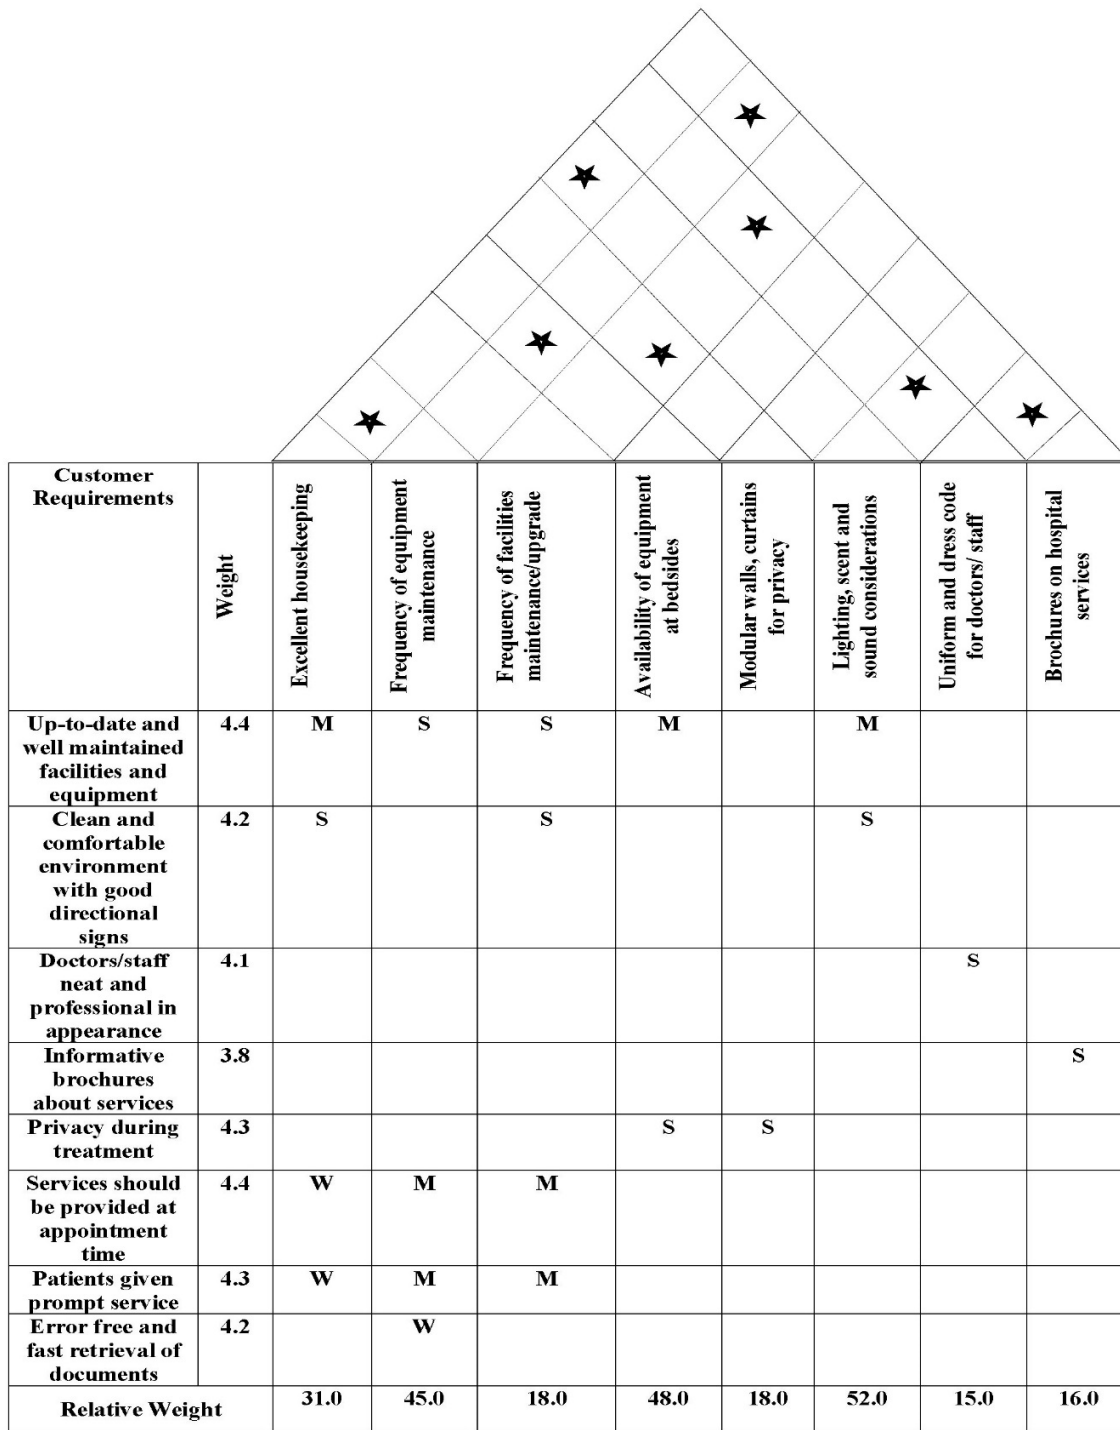 Customer
Requirements
Weight
Excellent housekeeping
Frequency of equipment
maintenance
Frequency of facilities
maintenance/upgrade
Availability of equipment
at bedsides
Modular walls, curtains
for privacy
Lighting, scent and
sound considerations
Uniform and dress code
for doctors/ staff
Brochures on hospital
services
Up-to-date and 4.4 M S S M M
well maintained
facilities and
equipment
Clean and 4.2 S S S
comfortable
environment
with good
directional
signs
Doctors/staff 4.1 S
neat and
professional in
appearance
Informative 3.8 S
brochures
about services
Privacy during 4.3 S S
treatment
Services should 4.4 W M M
be provided at
appointment
time
Patients given 4.3 W M M
prompt service
Error free and 4.2 W
fast retrieval of
documents
Relative Weight 31.0 45.0 18.0 48.0 18.0 52.0 15.0 16.0